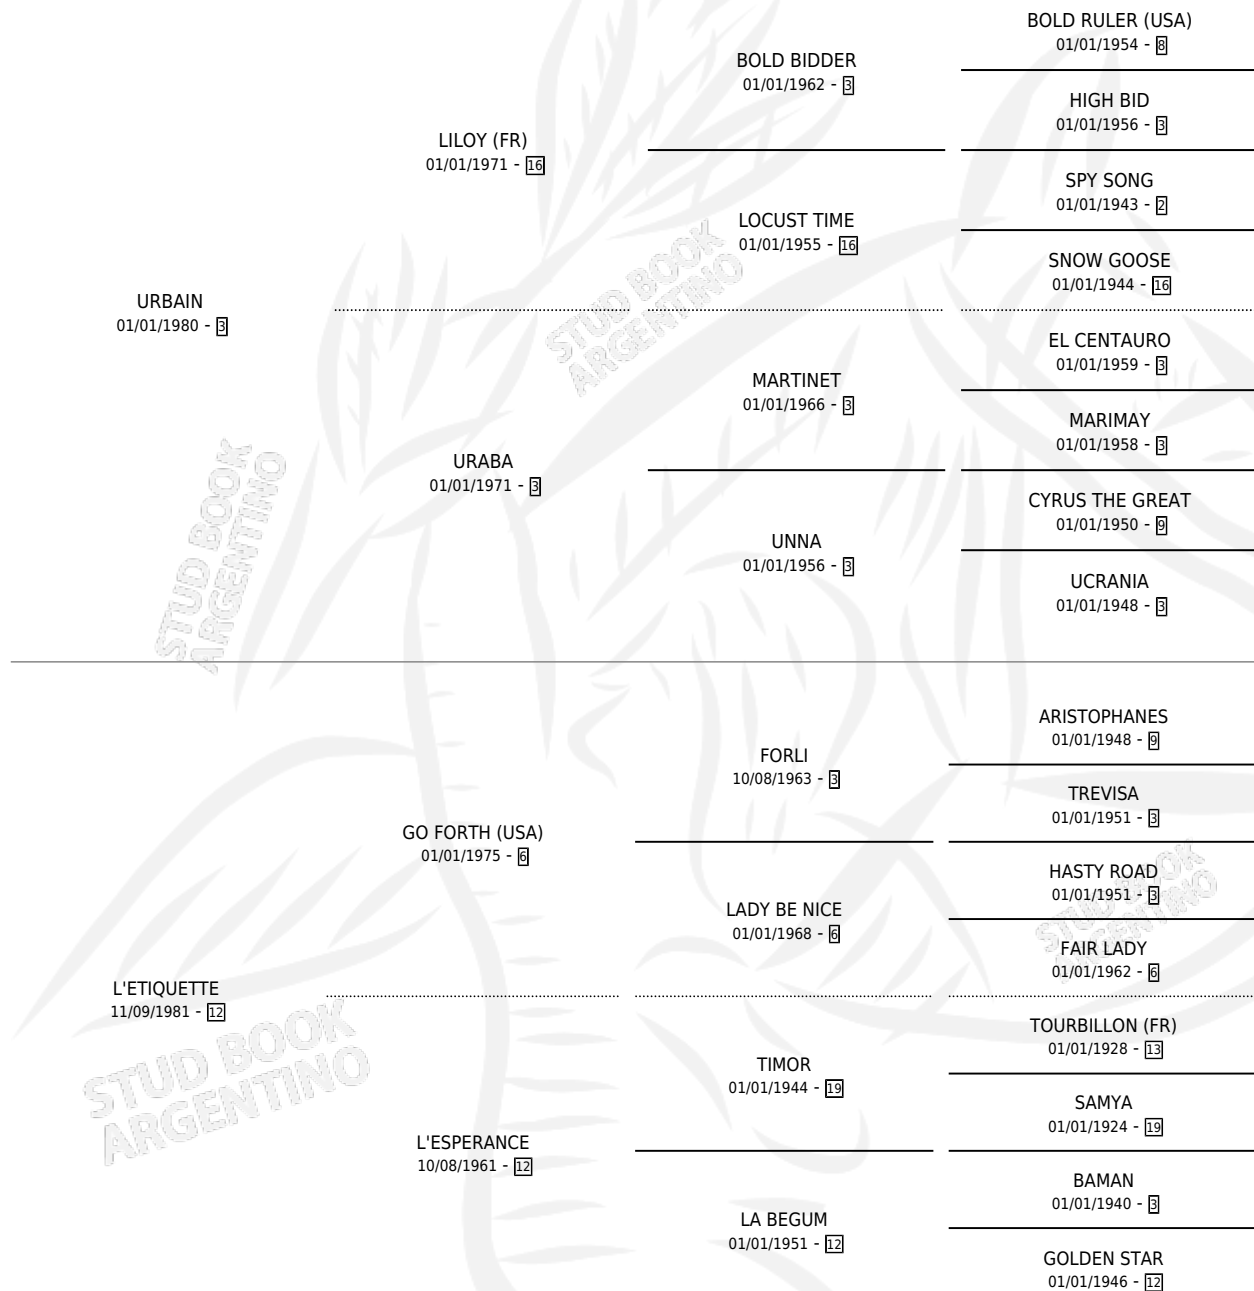 BOLD RULER (USA)
01/01/1954 - 8
BOLD BIDDER
01/01/1962 - 3
HIGH BID
01/01/1956 - 3
LILOY (FR)
01/01/1971 - 16
SPY SONG
01/01/1943 - 2
LOCUST TIME
01/01/1955 - 16
SNOW GOOSE
01/01/1944 - 16
URBAIN
01/01/1980 - 3
EL CENTAURO
01/01/1959 - 3
MARTINET
01/01/1966 - 3
MARIMAY
01/01/1958 - 3
URABA
01/01/1971 - 3
CYRUS THE GREAT
01/01/1950 - 9
UNNA
01/01/1956 - 3
UCRANIA
01/01/1948 - 3
ARISTOPHANES
01/01/1948 - 9
FORLI
10/08/1963 - 3
TREVISA
01/01/1951 - 3
GO FORTH (USA)
01/01/1975 - 6
HASTY ROAD
01/01/1951 - 3
LADY BE NICE
01/01/1968 - 6
FAIR LADY
01/01/1962 - 6
L'ETIQUETTE
11/09/1981 - 12
TOURBILLON (FR)
01/01/1928 - 13
TIMOR
01/01/1944 - 19
SAMYA
01/01/1924 - 19
L'ESPERANCE
10/08/1961 - 12
BAMAN
01/01/1940 - 3
LA BEGUM
01/01/1951 - 12
GOLDEN STAR
01/01/1946 - 12
STUD BOOK
ARGENTINO
STUD BOOK
ARGENTINO
STUD BOOK
ARGENTINO
STUD BOOK
ARGENTINO